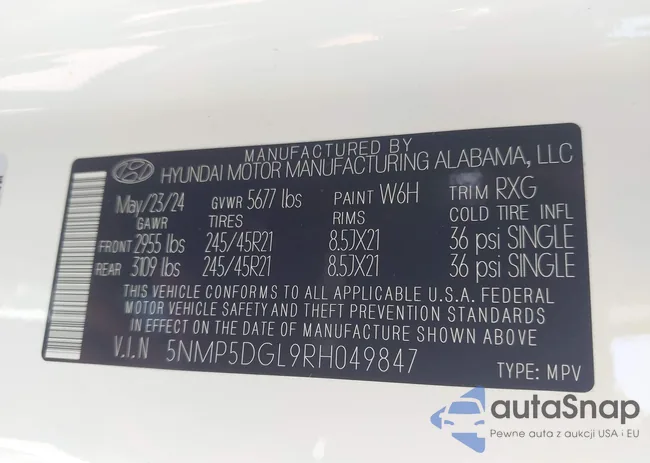 MANUFACTURED BY
HYUNDAI MOTOR MANUFACTURING ALABAMA, LLC
May/23/24 GVWR 5677 lbs PAINT W6H TRIM RXG
GAWR TIRES RIMS COLD TIRE INFL
FRONT 2955 lbs 245/45R21 8.5JX21 36 psi SINGLE
REAR 3109 lbs 245/45R21 8.5JX21 36 psi SINGLE
THIS VEHICLE CONFORMS TO ALL APPLICABLE U.S.A. FEDERAL
MOTOR VEHICLE SAFETY AND THEFT PREVENTION STANDARDS
IN EFFECT ON THE DATE OF MANUFACTURE SHOWN ABOVE.
V.I.N 5NMP5DGL9RH049847 TYPE: MPV
autaSnap
Pewne auta z aukcji USA i EU